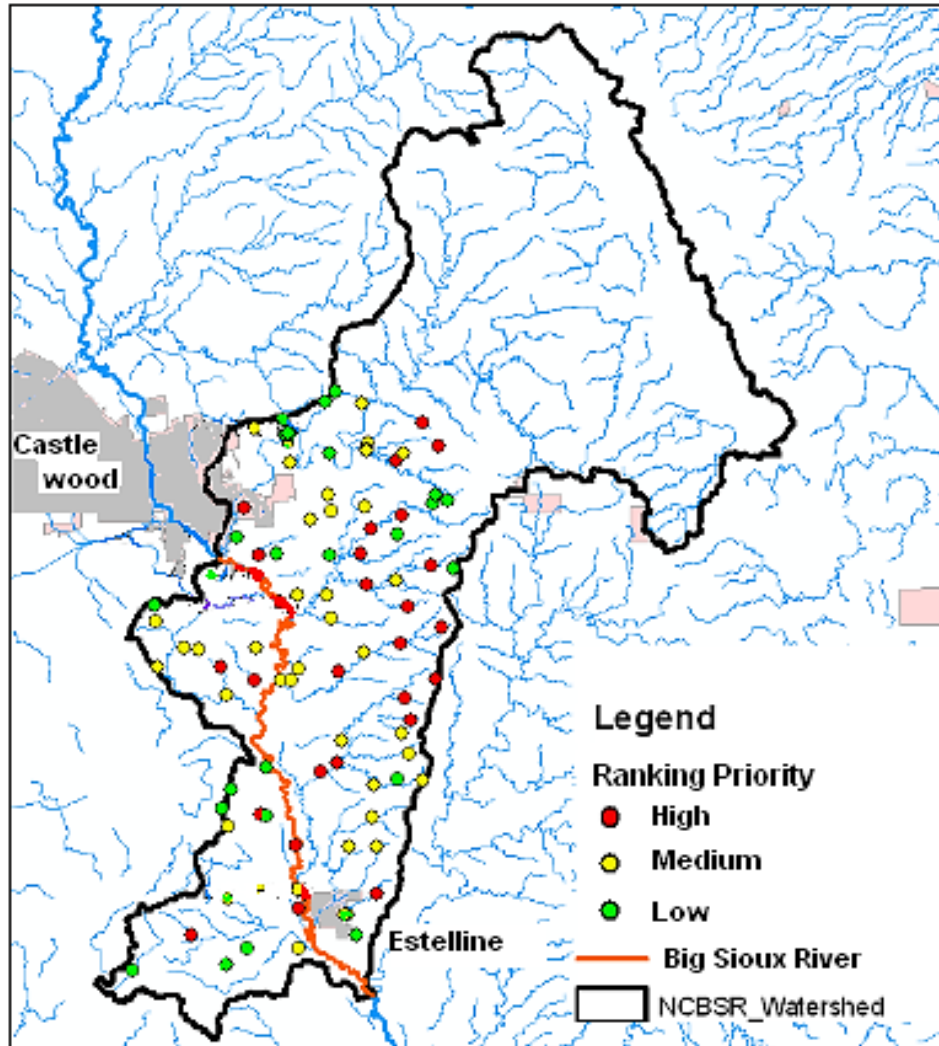 Castle
wood
Legend
Ranking Priority
High
Medium
Low
Estelline
Big Sioux River
NCBSR_Watershed